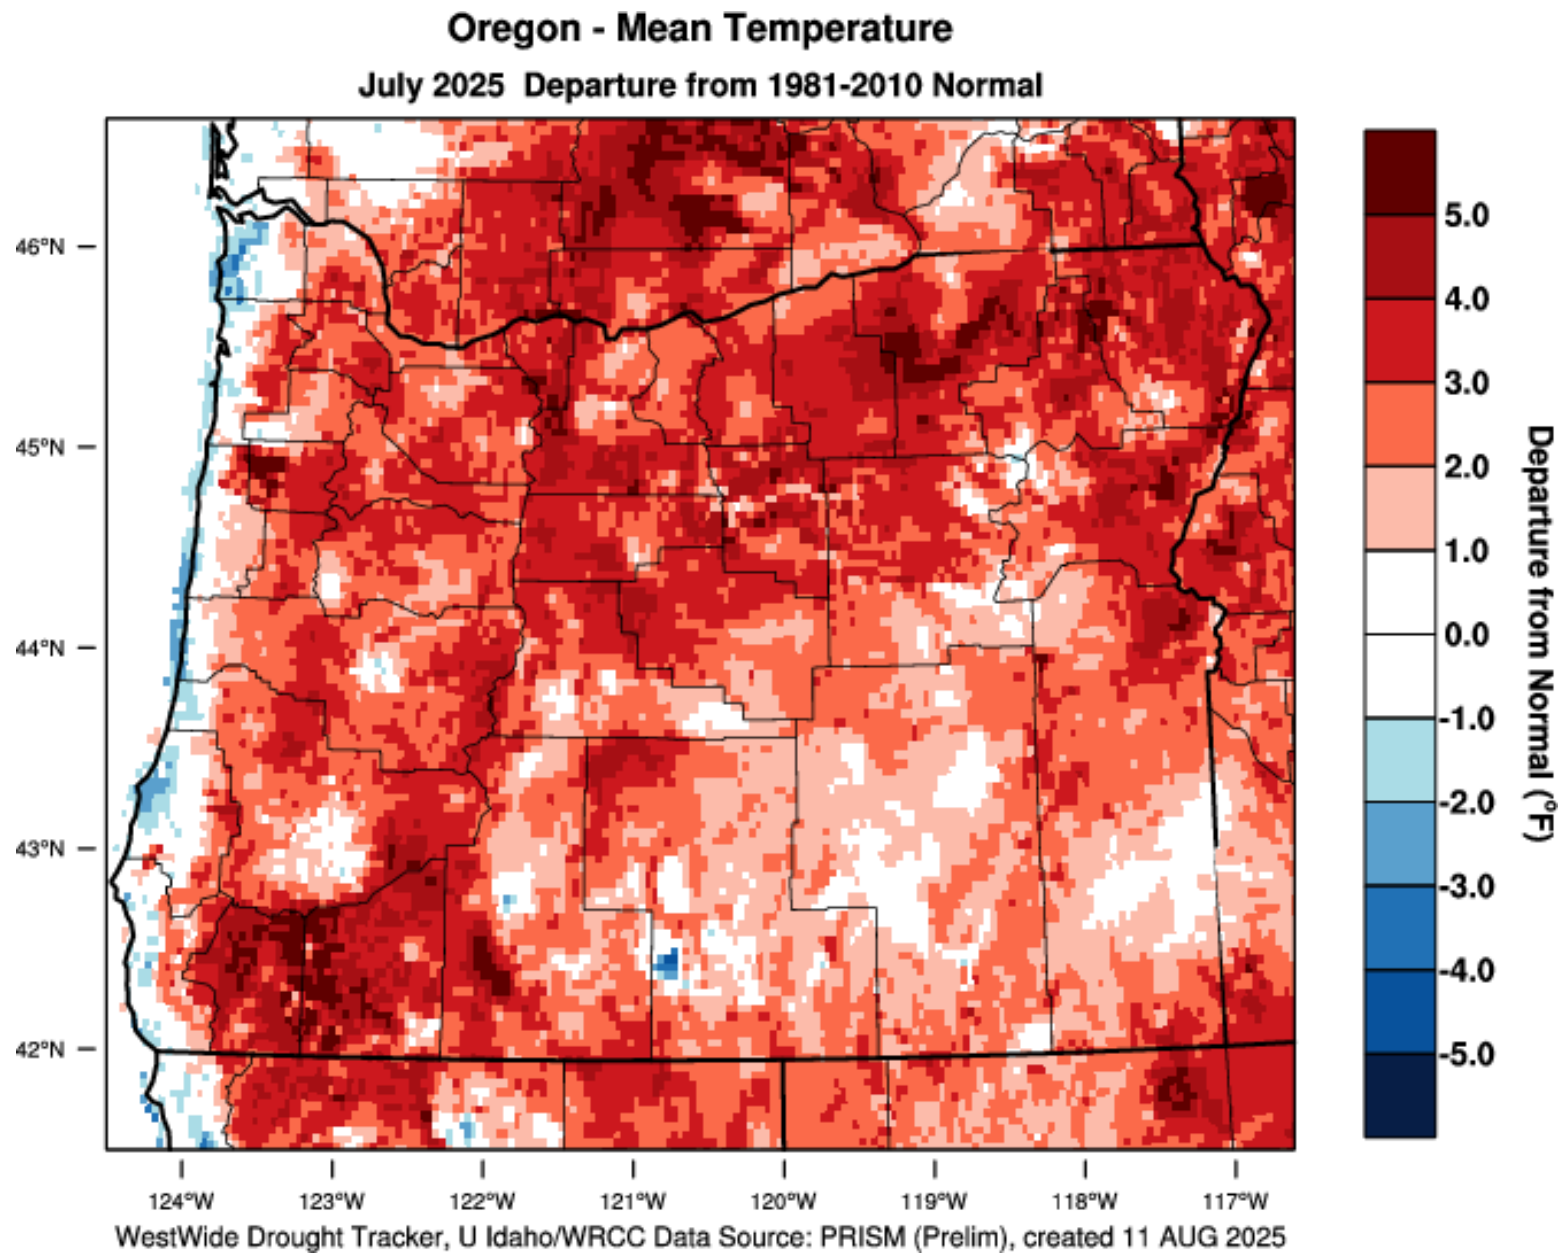 Oregon - Mean Temperature
July 2025 Departure from 1981-2010 Normal
46°N
45°N
44°N
43°N
42°N
124°W 123°W 122°W 121°W 120°W 119°W 118°W 117°W
5.0
4.0
3.0
2.0
1.0
0.0
-1.0
-2.0
-3.0
-4.0
-5.0
Departure from Normal (°F)
WestWide Drought Tracker, U Idaho/WRCC Data Source: PRISM (Prelim), created 11 AUG 2025